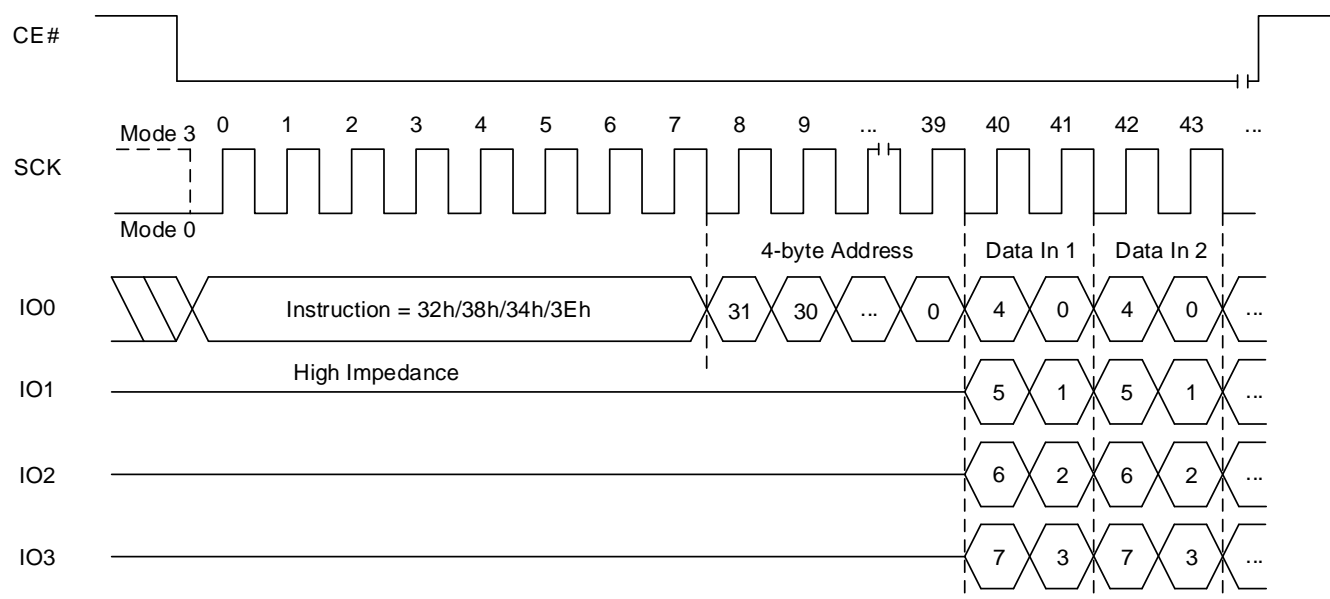 CE#
Mode 3
0 1 2 3 4 5 6 7 8 9 ... 39 40 41 42 43 ...
SCK
Mode 0
4-byte Address Data In 1 Data In 2
IO0 Instruction = 32h/38h/34h/3Eh 31 30 ... 0 4 0 4 0 ...
High Impedance
IO1 5 1 5 1 ...
IO2 6 2 6 2 ...
IO3 7 3 7 3 ...